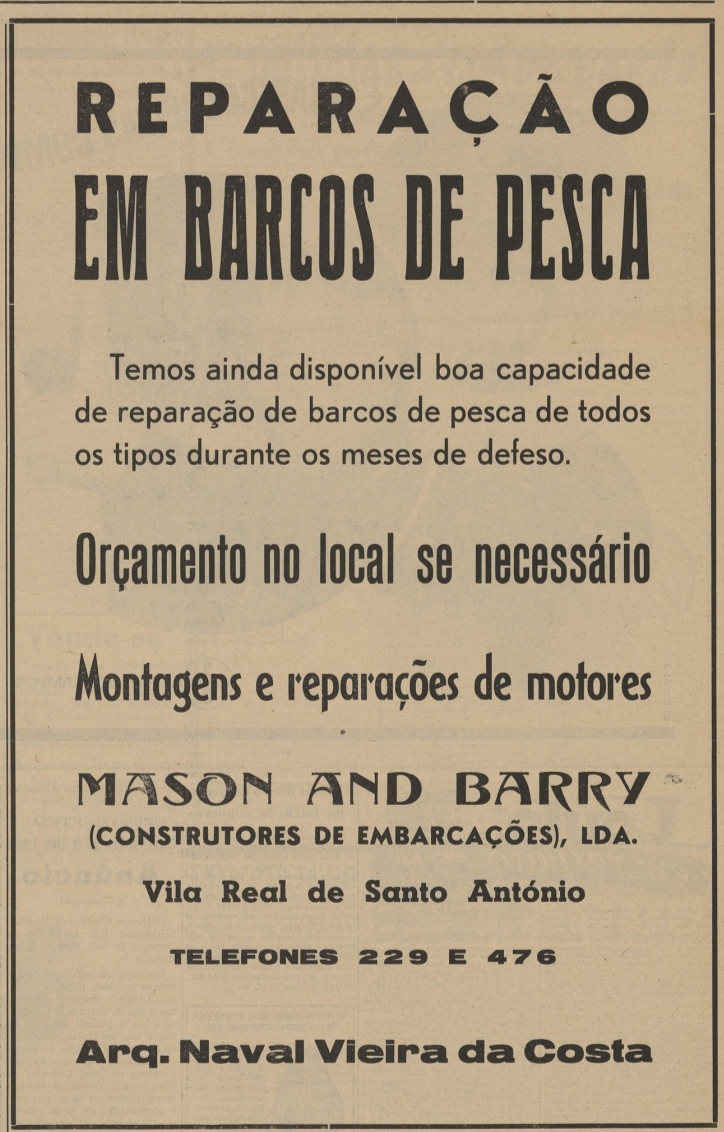 REPARAÇÃO
EM BARCOS DE PESCA
Temos ainda disponível boa capacidade
de reparação de barcos de pesca de todos
os tipos durante os meses de defeso.
Orçamento no local se necessário
Montagens e reparações de motores
MASON AND BARRY
(CONSTRUTORES DE EMBARCAÇÕES), LDA.
Vila Real de Santo António
TELEFONES 229 E 476
Arq. Naval Vieira da Costa